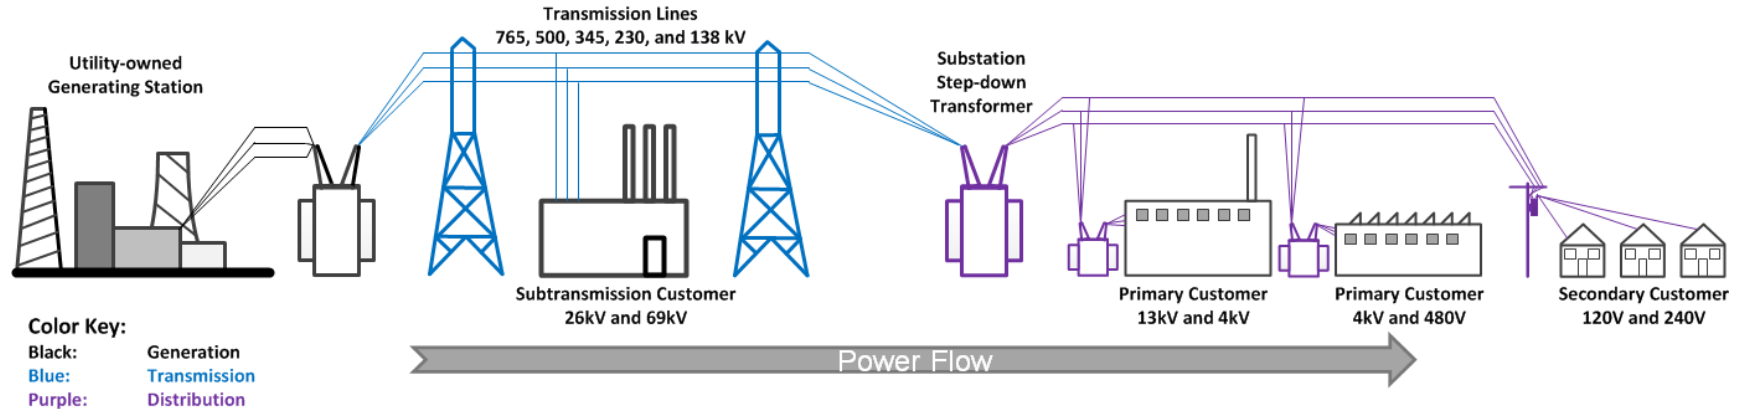 Transmission Lines
765, 500, 345, 230, and 138 kV
Utility-owned
Generating Station
Substation
Step-down
Transformer
Subtransmission Customer
26kV and 69kV
Primary Customer
13kV and 4kV
Primary Customer
4kV and 480V
Secondary Customer
120V and 240V
Color Key:
Black: Generation
Blue: Transmission
Purple: Distribution
Power Flow